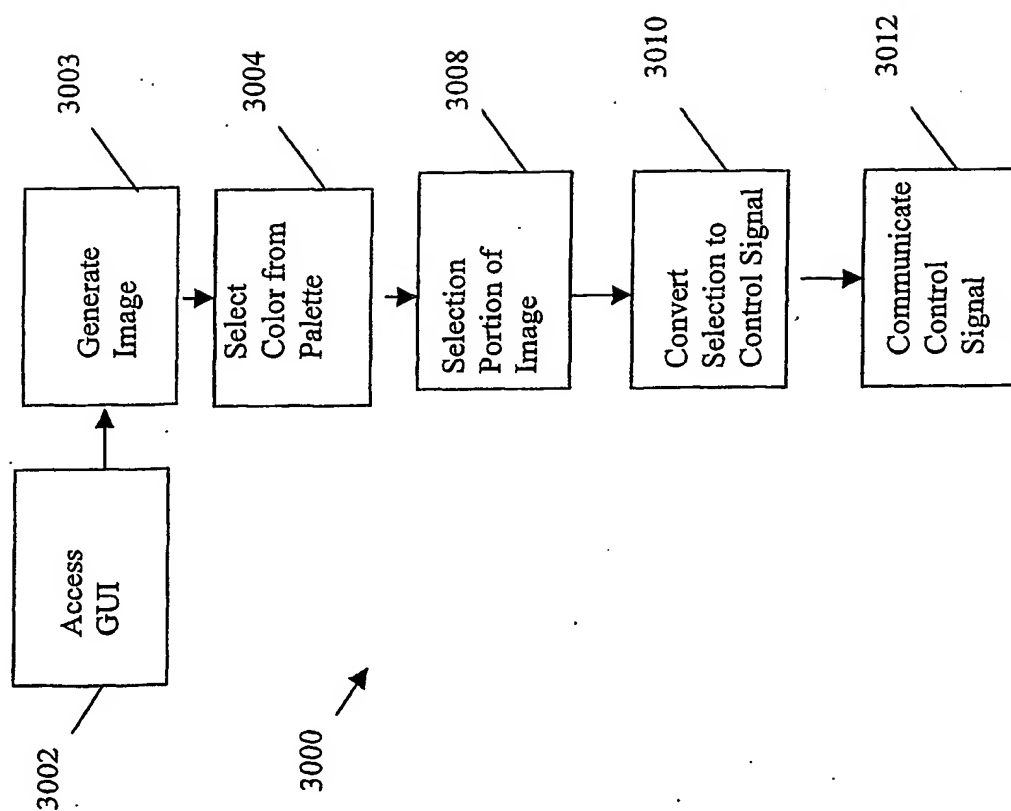 3002
Access
GUI
3000
Generate
Image
3003
Select
Color from
Palette
3004
Selection
Portion of
Image
3008
Convert
Selection to
Control Signal
3010
Communicate
Control
Signal
3012